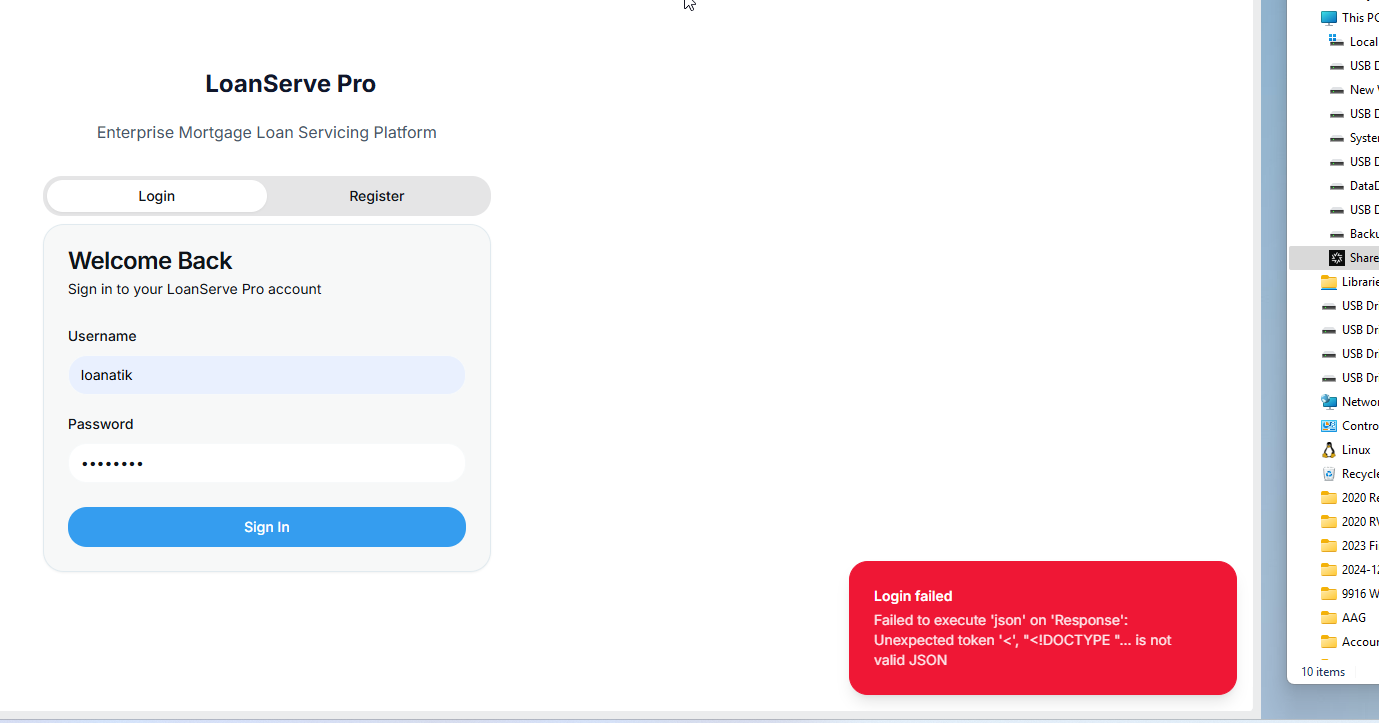 LoanServe Pro
Enterprise Mortgage Loan Servicing Platform
Login
Register
Welcome Back
Sign in to your LoanServe Pro account
Username
loanatik
Password
••••••••
Sign In
Login failed
Failed to execute 'json' on 'Response':
Unexpected token '<', "<!DOCTYPE "... is not
valid JSON
This PC
Local
USB D
New V
USB D
System
USB D
DataD
USB D
Backu
Share
Librarie
USB Dr
USB Dr
USB Dr
USB Dr
Networ
Contro
Linux
Recycle
2020 Re
2020 RV
2023 Fi
2024-12
9916 W
AAG
Accour
10 items